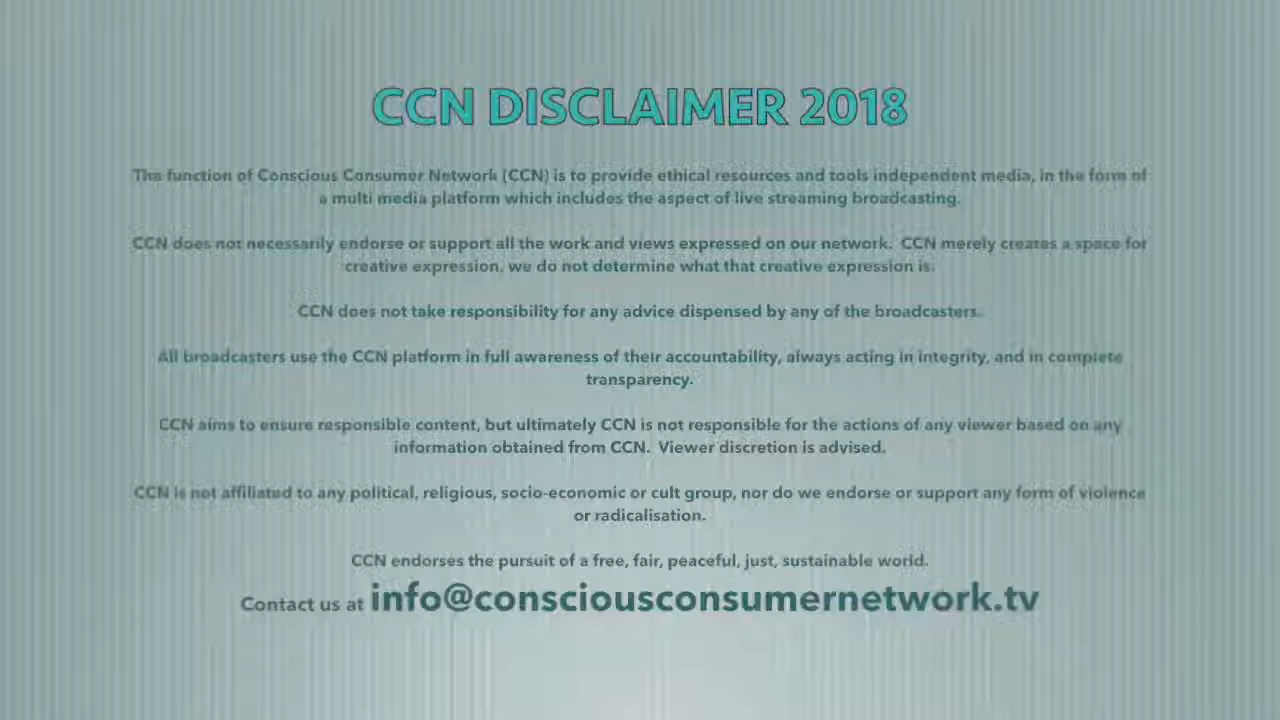 CCN DISCLAIMER 2018
The function of Conscious Consumer Network (CCN) is to provide ethical resources and tools independent media, in the form of
a multi media platform which includes the aspect of live streaming broadcasting.
CCN does not necessarily endorse or support all the work and views expressed on our network. CCN merely creates a space for
creative expression, we do not determine what that creative expression is.
CCN does not take responsibility for any advice dispensed by any of the broadcasters.
All broadcasters use the CCN platform in full awareness of their accountability, always acting in integrity, and in complete
transparency.
CCN aims to ensure responsible content, but ultimately CCN is not responsible for the actions of any viewer based on any
information obtained from CCN. Viewer discretion is advised.
CCN is not affiliated to any political, religious, socio-economic or cult group, nor do we endorse or support any form of violence
or radicalisation.
CCN endorses the pursuit of a free, fair, peaceful, just, sustainable world.
Contact us at info@consciousconsumernetwork.tv